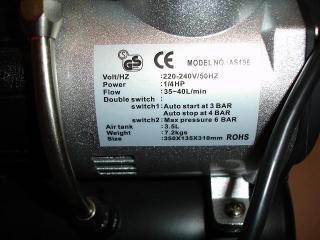 GS CE MODEL NO.:AS196
Volt/HZ :220-240V/50HZ
Power :1/4HP
Flow :35~40L/min
Double switch :
switch1:Auto start at 3 BAR
Auto stop at 4 BAR
switch2:Max pressure 6 BAR
Air tank :3.5L
Weight :7.2kgs
Size :350X135X310mm ROHS